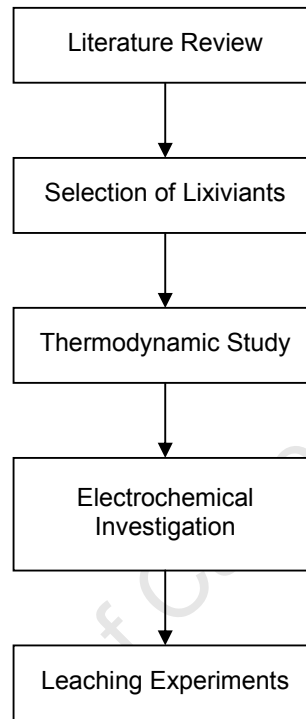 Literature Review
Selection of Lixiviants
Thermodynamic Study
Electrochemical
Investigation
Leaching Experiments